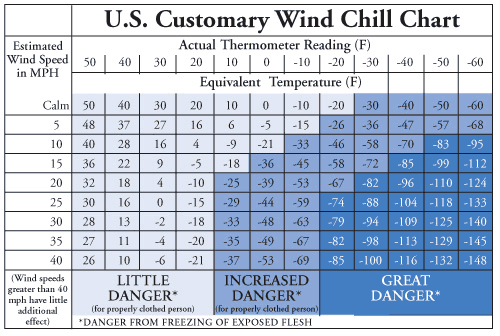 U.S. Customary Wind Chill Chart
Estimated
Wind Speed
in MPH
Actual Thermometer Reading (F)
50 40 30 20 10 0 -10 -20 -30 -40 -50 -60
Equivalent Temperature (F)
Calm 50 40 30 20 10 0 -10 -20 -30 -40 -50 -60
5 48 37 27 16 6 -5 -15 -26 -36 -47 -57 -68
10 40 28 16 4 -9 -21 -33 -46 -58 -70 -83 -95
15 36 22 9 -5 -18 -36 -45 -58 -72 -85 -99 -112
20 32 18 4 -10 -25 -39 -53 -67 -82 -96 -110 -124
25 30 16 0 -15 -29 -44 -59 -74 -88 -104 -118 -133
30 28 13 -2 -18 -33 -48 -63 -79 -94 -109 -125 -140
35 27 11 -4 -20 -35 -49 -67 -82 -98 -113 -129 -145
40 26 10 -6 -21 -37 -53 -69 -85 -100 -116 -132 -148
(Wind speeds
greater than 40
mph have little
additional
effect)
LITTLE
DANGER*
(for properly clothed person)
INCREASED
DANGER*
(for properly clothed person)
GREAT
DANGER*
*DANGER FROM FREEZING OF EXPOSED FLESH